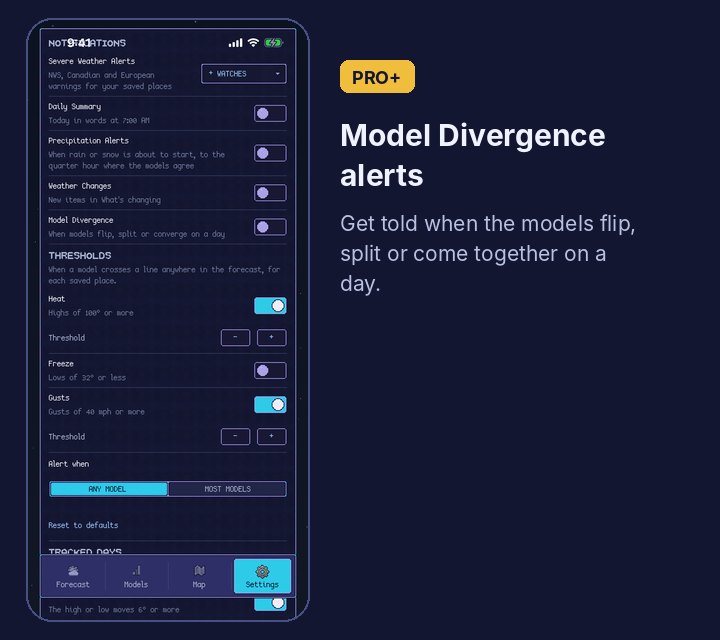 NOTIFICATIONS
9:41
Severe Weather Alerts
NWS, Canadian and European
warnings for your saved places
+ WATCHES
Daily Summary
Today in words at 7:00 AM
Precipitation Alerts
When rain or snow is about to start, to the
quarter hour where the models agree
Weather Changes
New items in What's changing
Model Divergence
When models flip, split or converge on a day
THRESHOLDS
When a model crosses a line anywhere in the forecast, for
each saved place.
Heat
Highs of 100° or more
Threshold
−
+
Freeze
Lows of 32° or less
Gusts
Gusts of 40 mph or more
Threshold
−
+
Alert when
ANY MODEL
MOST MODELS
Reset to defaults
TRACKED DAYS
Forecast
Models
Map
Settings
The high or low moves 6° or more
PRO+
Model Divergence
alerts
Get told when the models flip,
split or come together on a
day.